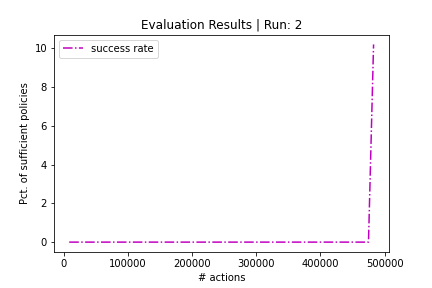 Evaluation Results | Run: 2
success rate
Pct. of sufficient policies
10
8
6
4
2
0
0 100000 200000 300000 400000 500000
# actions